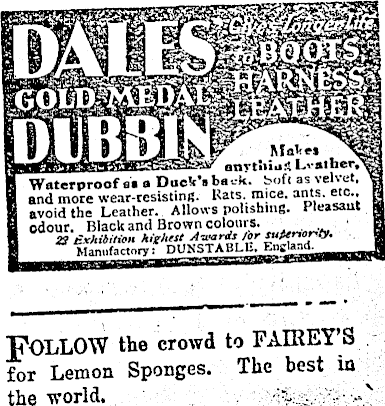 DALES
GOLD MEDAL
DUBBIN
Gives Longer Life
to BOOTS,
HARNESS
LEATHER
Makes
anything Leather,
Waterproof as a Duck's back. Soft as velvet,
and more wear-resisting. Rats, mice, ants, etc.,
avoid the Leather. Allows polishing. Pleasant
odour. Black and Brown colours.
22 Exhibition highest Awards for superiority.
Manufactory: DUNSTABLE, England.
FOLLOW the crowd to FAIREY'S
for Lemon Sponges. The best in
the world.